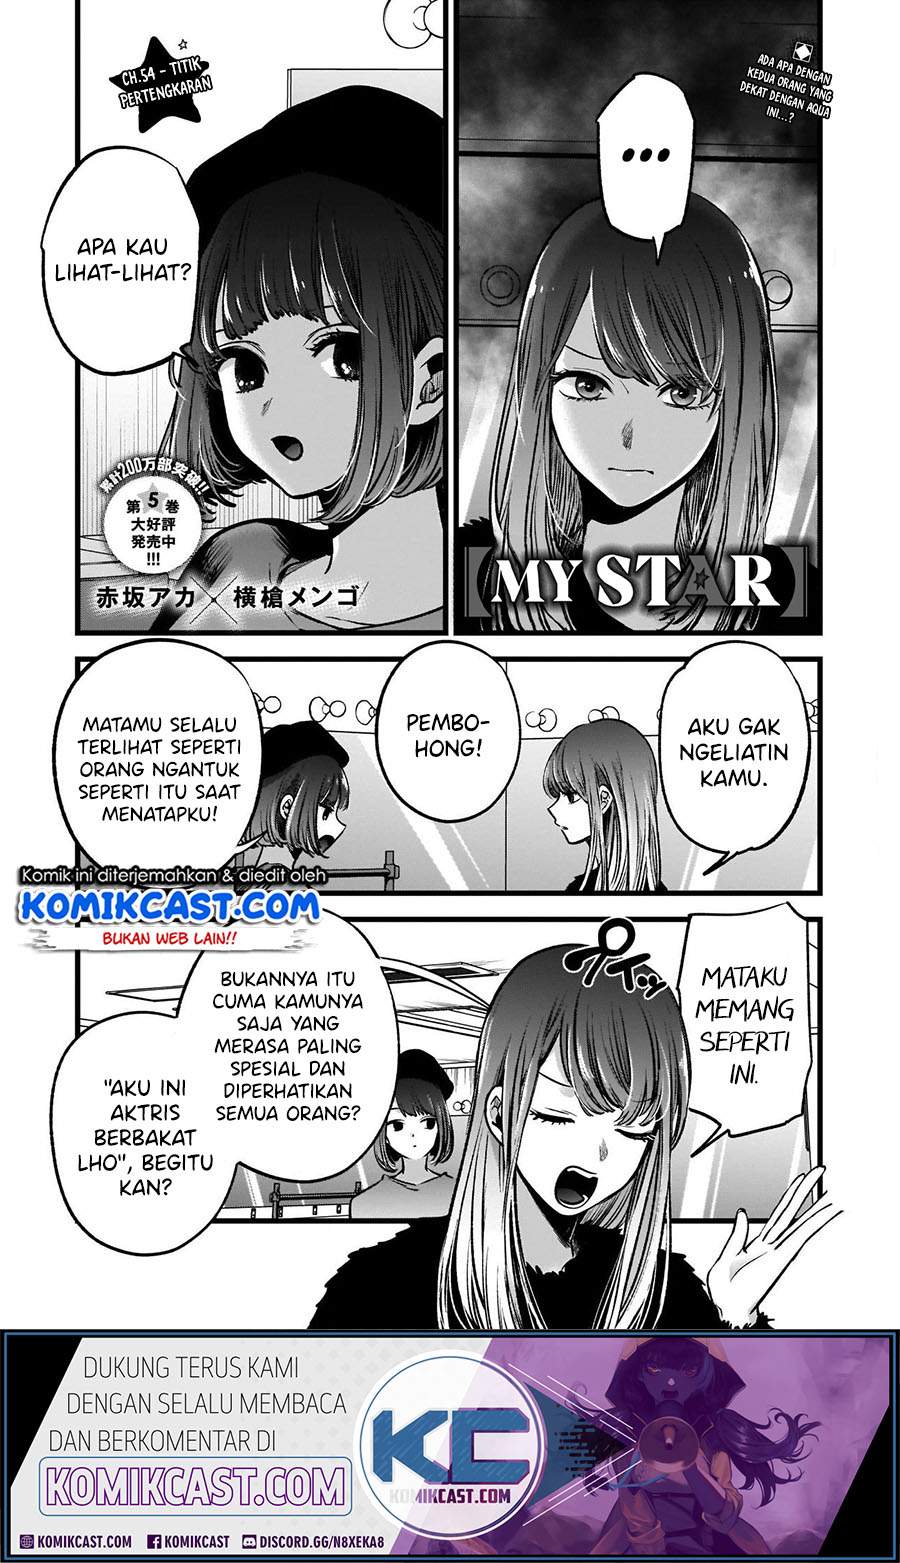 ADA APA DENGAN
KEDUA ORANG YANG
DEKAT DENGAN AQUA
INI...?
...
MY STAR
CH.54 - TITIK
PERTENGKARAN
APA KAU
LIHAT-LIHAT?
累計200万部突破!!
第5巻
大好評
発売中
!!!
赤坂アカ×横槍メンゴ
AKU GAK
NGELIATIN
KAMU.
PEMBO-
HONG!
MATAMU SELALU
TERLIHAT SEPERTI
ORANG NGANTUK
SEPERTI ITU SAAT
MENATAPKU!
Komik ini diterjemahkan & diedit oleh
KOMIKCAST.COM
BUKAN WEB LAIN!!
MATAKU
MEMANG
SEPERTI
INI.
BUKANNYA ITU
CUMA KAMUNYA
SAJA YANG
MERASA PALING
SPESIAL DAN
DIPERHATIKAN
SEMUA ORANG?
"AKU INI
AKTRIS
BERBAKAT
LHO", BEGITU
KAN?
DUKUNG TERUS KAMI
DENGAN SELALU MEMBACA
DAN BERKOMENTAR DI
KOMIKCAST.COM
KC
KOMIKCAST.COM
KOMIKCAST.COM KOMIKCAST DISCORD.GG/N8XEKA8